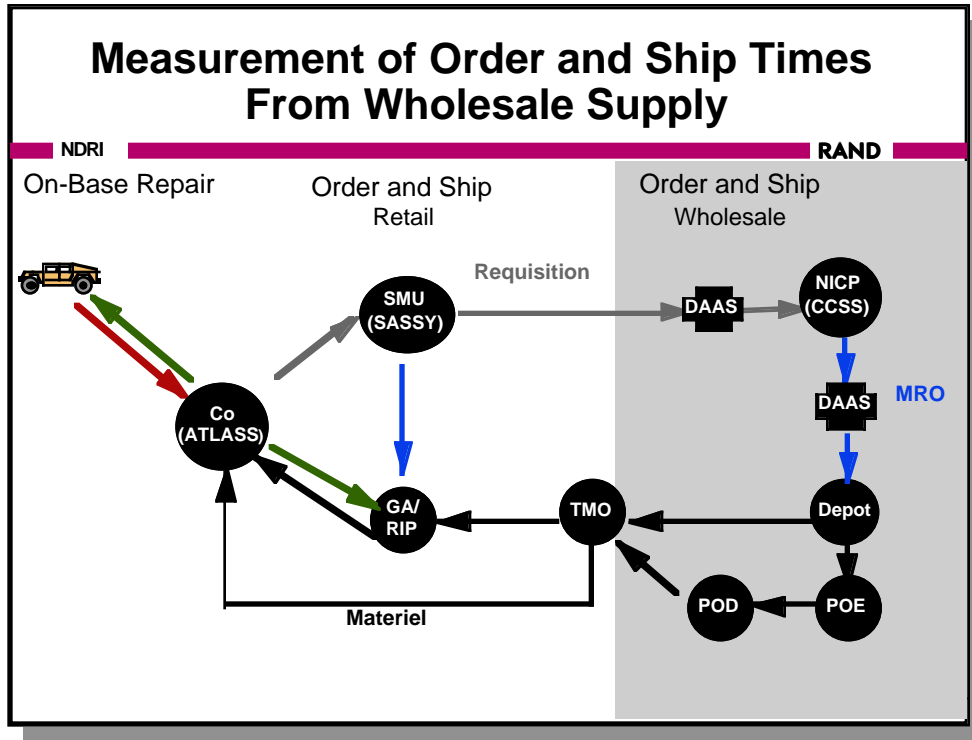 Measurement of Order and Ship Times
From Wholesale Supply
NDRI
RAND
On-Base Repair
Order and Ship
Retail
Order and Ship
Wholesale
Requisition
SMU
(SASSY)
DAAS
NICP
(CCSS)
DAAS
MRO
Co
(ATLASS)
GA/
RIP
TMO
Depot
POD
POE
Materiel